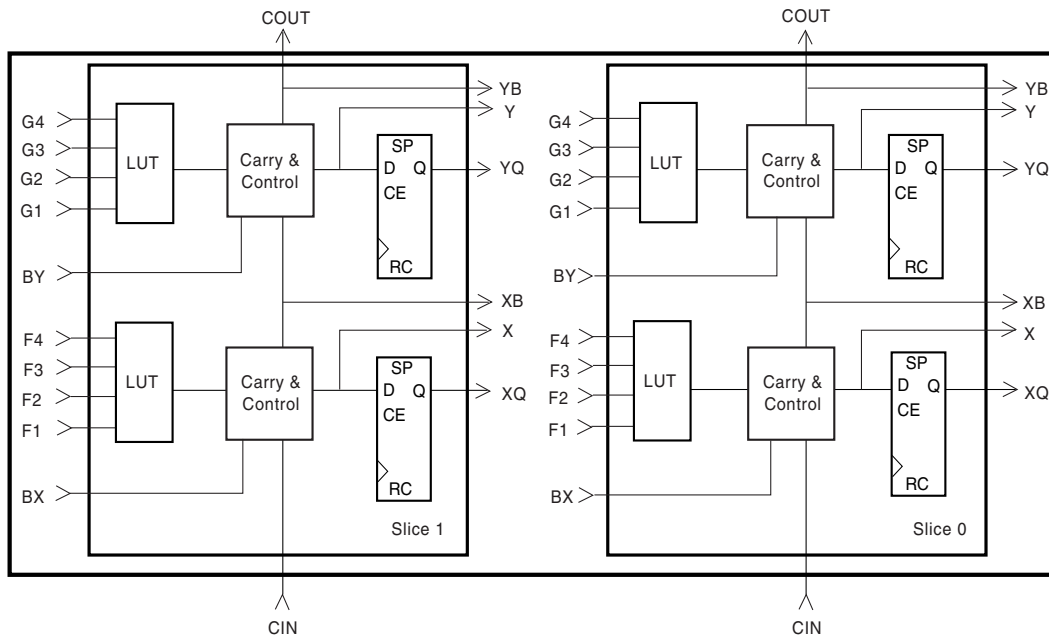 COUT
YB
Y
G4
G3
G2
G1
LUT
Carry &
Control
SP
D Q
CE
RC
YQ
BY
XB
X
F4
F3
F2
F1
LUT
Carry &
Control
SP
D Q
CE
RC
XQ
BX
Slice 1
CIN
COUT
YB
Y
G4
G3
G2
G1
LUT
Carry &
Control
SP
D Q
CE
RC
YQ
BY
XB
X
F4
F3
F2
F1
LUT
Carry &
Control
SP
D Q
CE
RC
XQ
BX
Slice 0
CIN